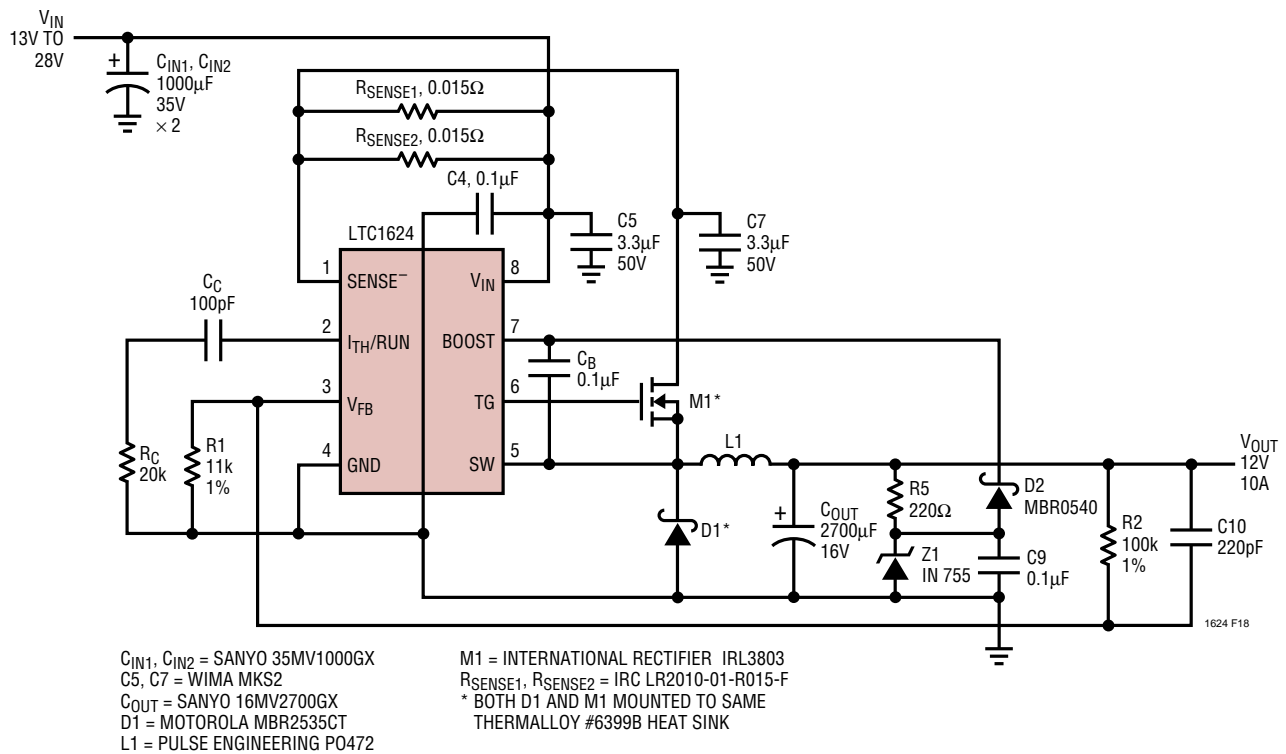 VIN
13V TO
28V
+
CIN1, CIN2
1000µF
35V
× 2
RSENSE1, 0.015Ω
RSENSE2, 0.015Ω
C4, 0.1µF
C5
3.3µF
50V
C7
3.3µF
50V
LTC1624
1
SENSE–
VIN
8
CC
100pF
2
ITH/RUN
BOOST
7
CB
0.1µF
3
VFB
TG
6
M1*
4
GND
SW
5
L1
RC
20k
R1
11k
1%
D1*
+
COUT
2700µF
16V
R5
220Ω
Z1
IN 755
D2
MBR0540
C9
0.1µF
R2
100k
1%
C10
220pF
VOUT
12V
10A
1624 F18
CIN1, CIN2 = SANYO 35MV1000GX
C5, C7 = WIMA MKS2
COUT = SANYO 16MV2700GX
D1 = MOTOROLA MBR2535CT
L1 = PULSE ENGINEERING PO472
M1 = INTERNATIONAL RECTIFIER IRL3803
RSENSE1, RSENSE2 = IRC LR2010-01-R015-F
* BOTH D1 AND M1 MOUNTED TO SAME
THERMALLOY #6399B HEAT SINK